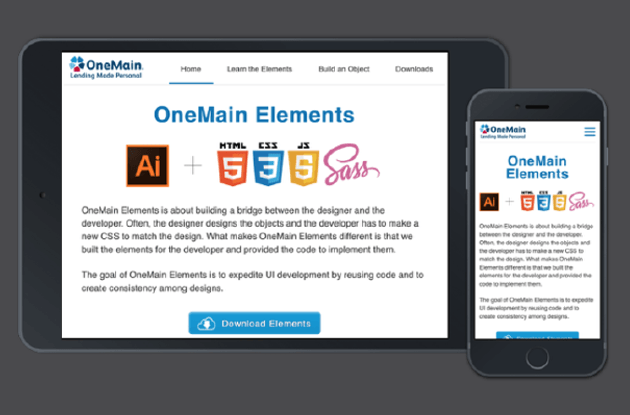 OneMain
Lending Made Personal
Home
Learn the Elements
Build an Object
Downloads
OneMain Elements
Ai
+
HTML
5
CSS
3
JS
5
Sass
OneMain Elements is about building a bridge between the designer and the
developer. Often, the designer designs the objects and the developer has to make a
new CSS to match the design. What makes OneMain Elements different is that we
built the elements for the developer and provided the code to implement them.
The goal of OneMain Elements is to expedite UI development by reusing code and to
create consistency among designs.
Download Elements
OneMain
Lending Made Personal
OneMain
Elements
Ai
+
HTML
5
CSS
3
JS
5
Sass
OneMain Elements is about building a bridge
between the designer and the developer.
Often, the designer designs the objects and
the developer has to make a new CSS to
match the design. What makes OneMain
Elements different is that we built the
elements for the developer and provided
the code to implement them.
The goal of OneMain Elements is to expedite
UI development by reusing code and to
create consistency among designs.
Download Elements